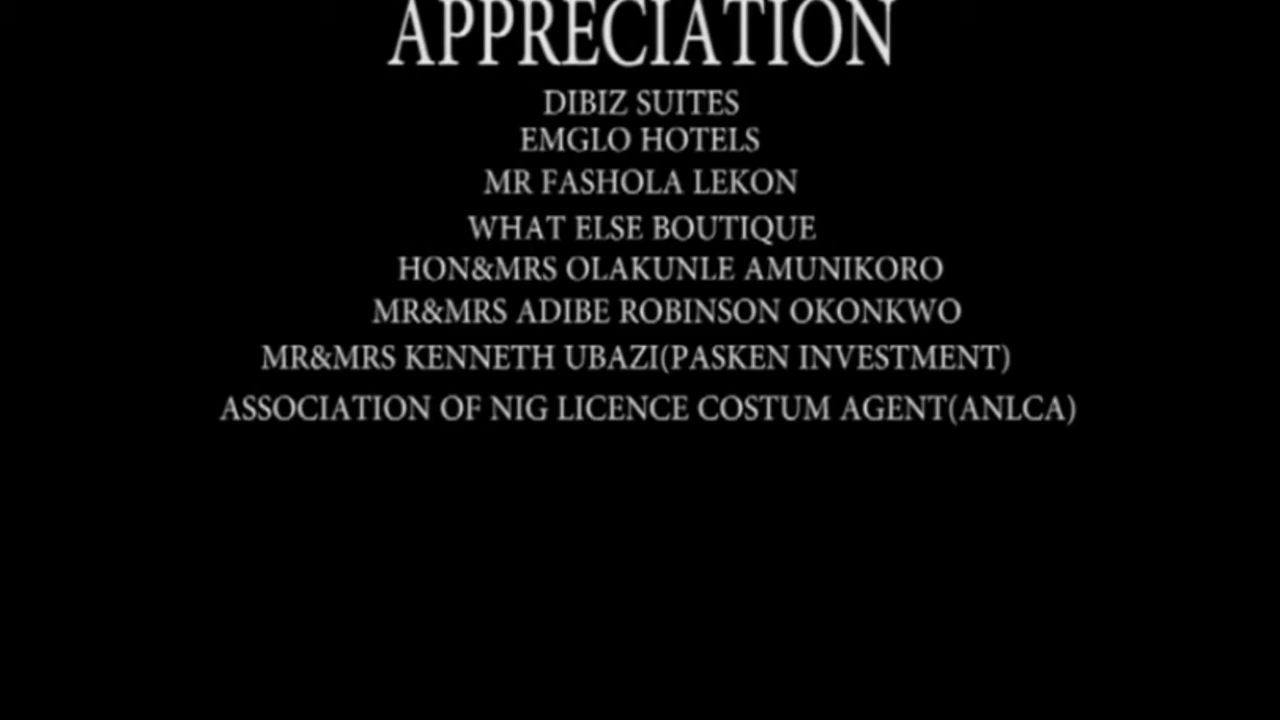 APPRECIATION
DIBIZ SUITES
EMGLO HOTELS
MR FASHOLA LEKON
WHAT ELSE BOUTIQUE
HON&MRS OLAKUNLE AMUNIKORO
MR&MRS ADIBE ROBINSON OKONKWO
MR&MRS KENNETH UBAZI(PASKEN INVESTMENT)
ASSOCIATION OF NIG LICENCE COSTUM AGENT(ANLCA)